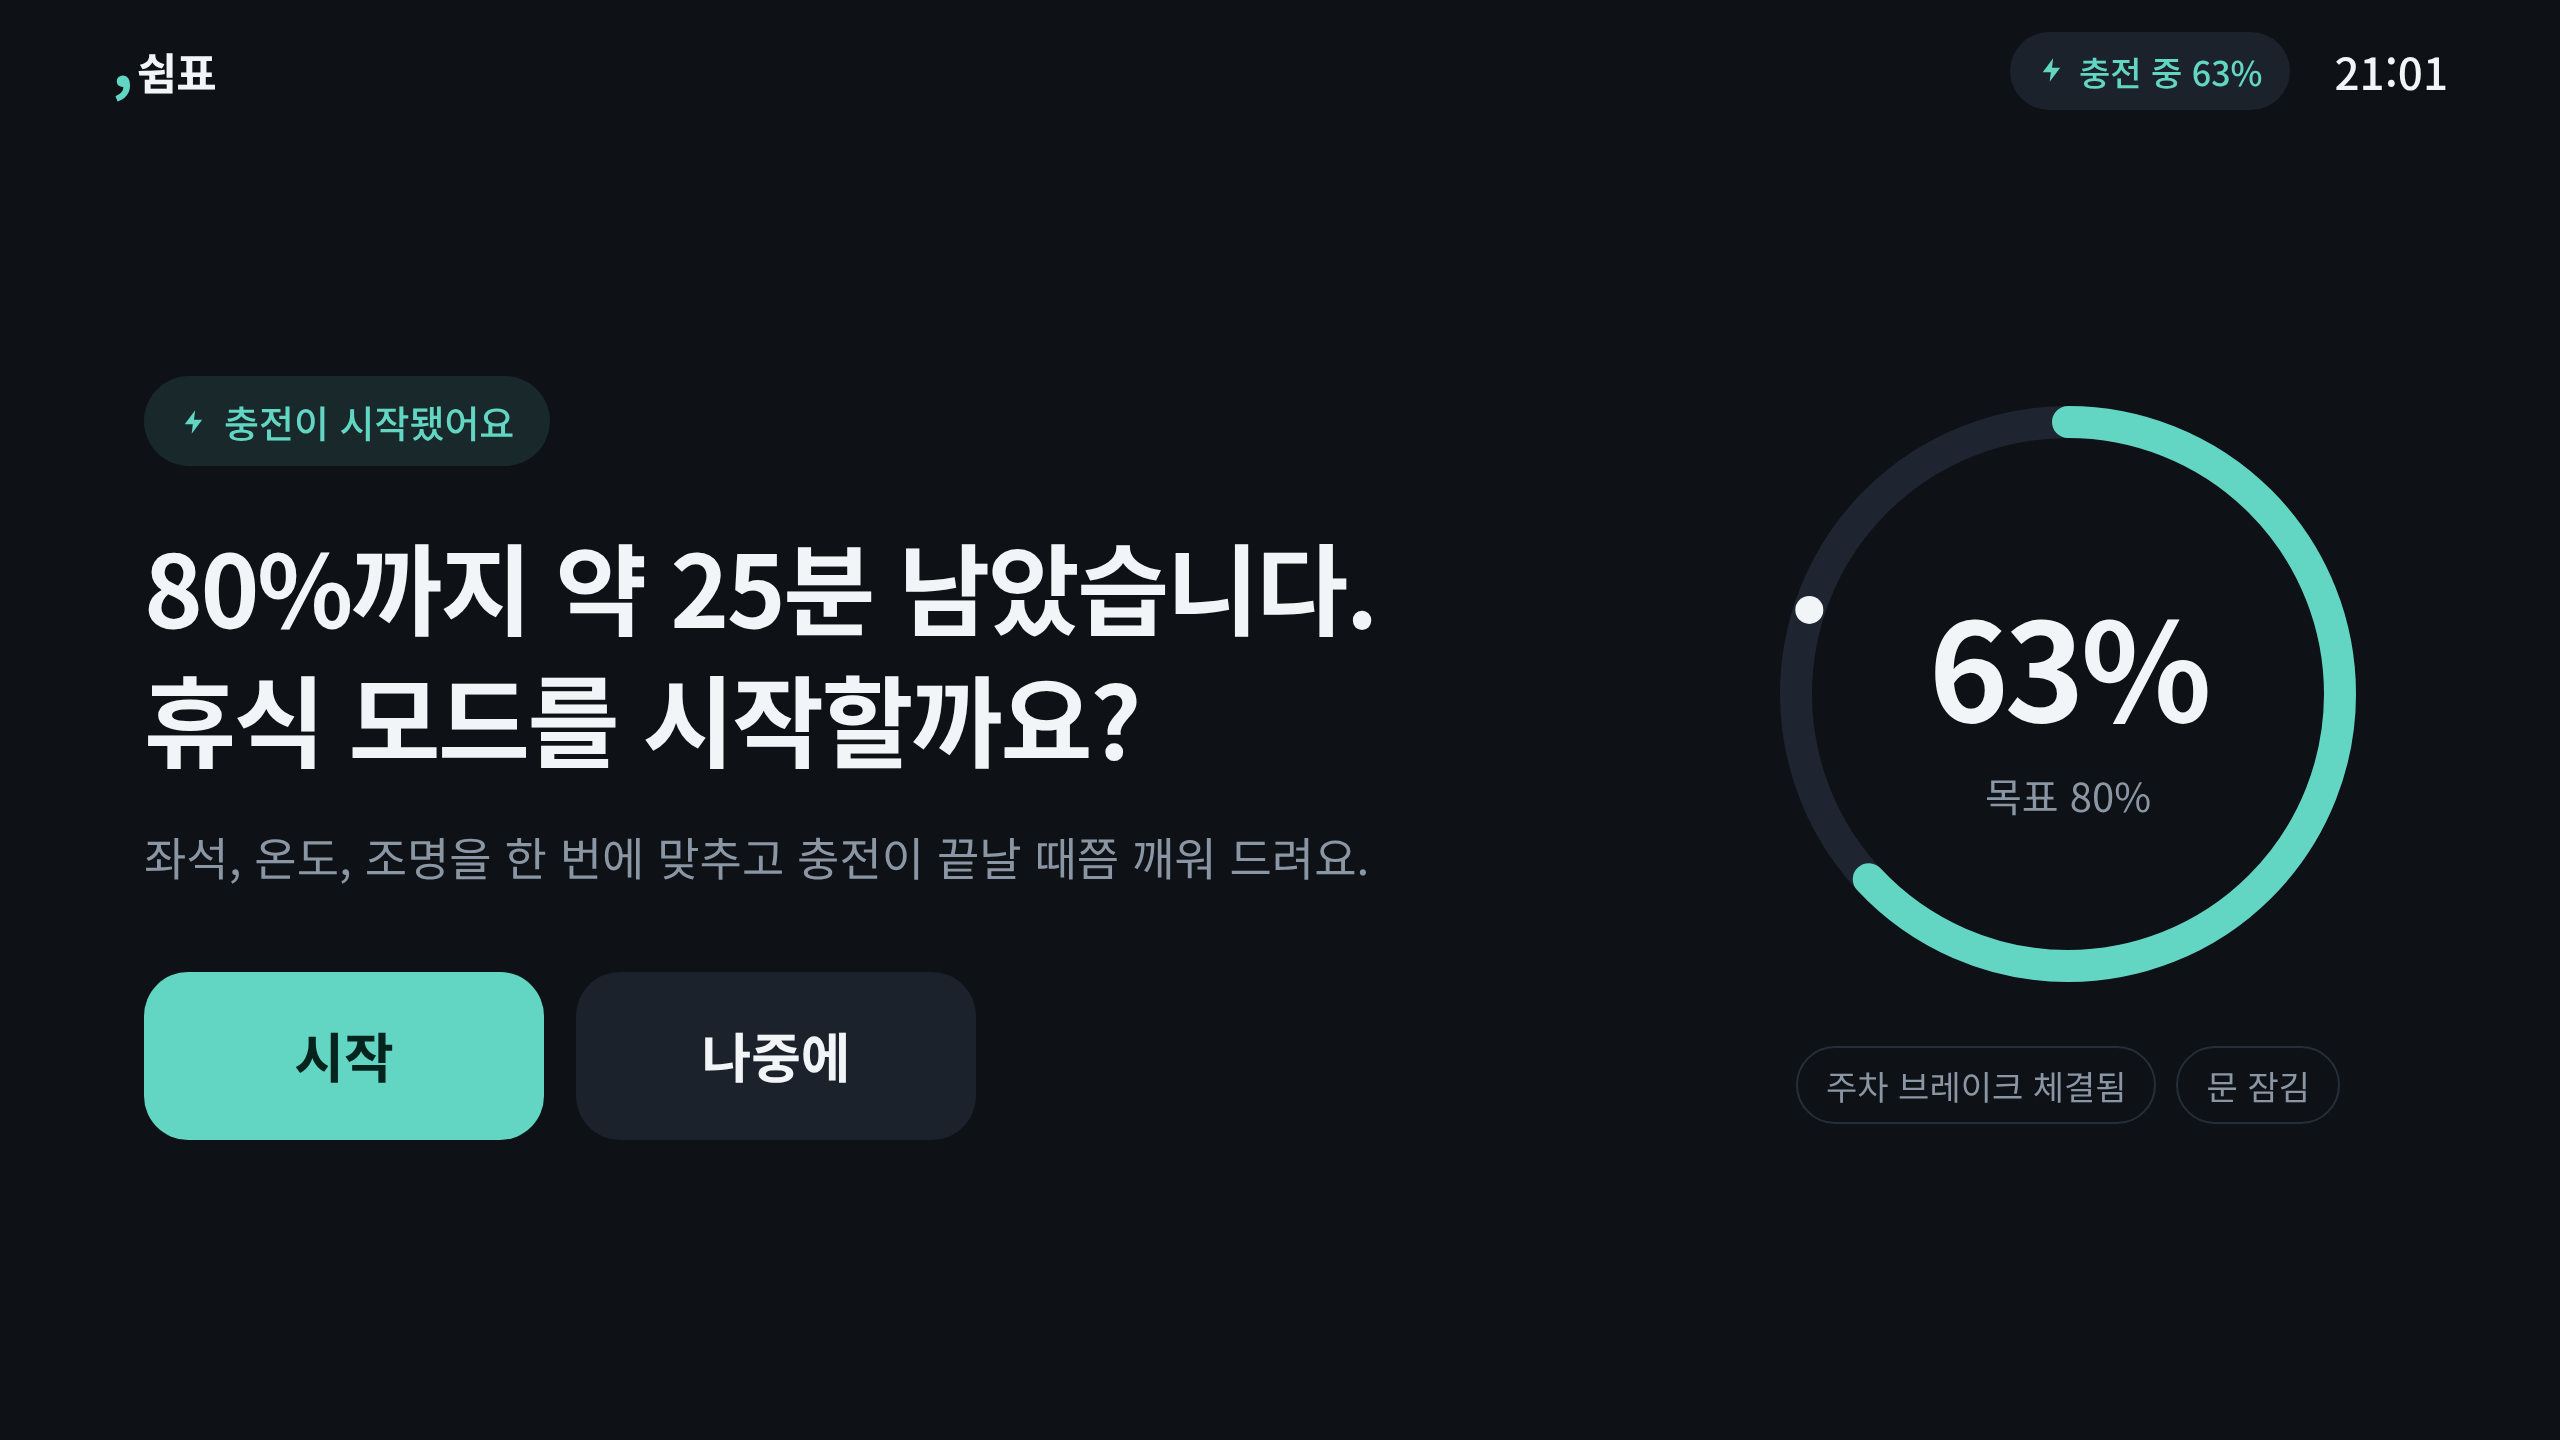 ,쉼표
충전 중 63%
21:01
충전이 시작됐어요
80%까지 약 25분 남았습니다.
휴식 모드를 시작할까요?
좌석, 온도, 조명을 한 번에 맞추고 충전이 끝날 때쯤 깨워 드려요.
시작
나중에
63%
목표 80%
주차 브레이크 체결됨
문 잠김